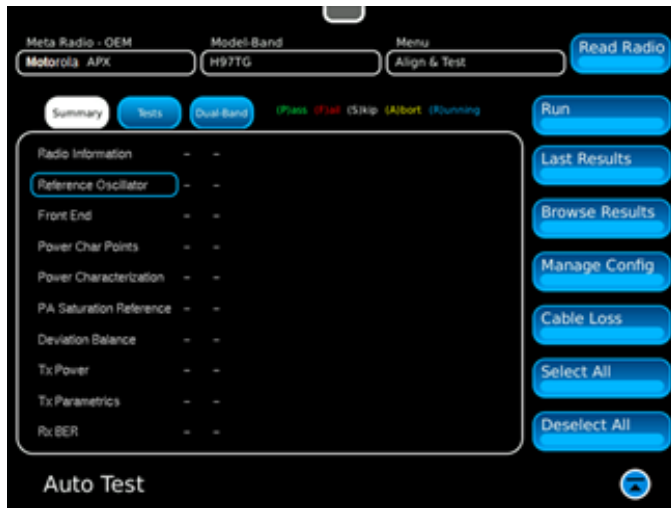 Meta Radio - OEM
Model-Band
Menu
Motorola APX
H97TG
Align & Test
Read Radio
Summary
Tests
Dual-Band
(P)ass (F)ail (S)kip (A)bort (R)unning
Run
Radio Information - -
Last Results
Reference Oscillator - -
Front End - -
Browse Results
Power Char Points - -
Manage Config
Power Characterization - -
PA Saturation Reference - -
Cable Loss
Deviation Balance - -
Tx Power - -
Select All
Tx Parametrics - -
Deselect All
Rx BER - -
Auto Test